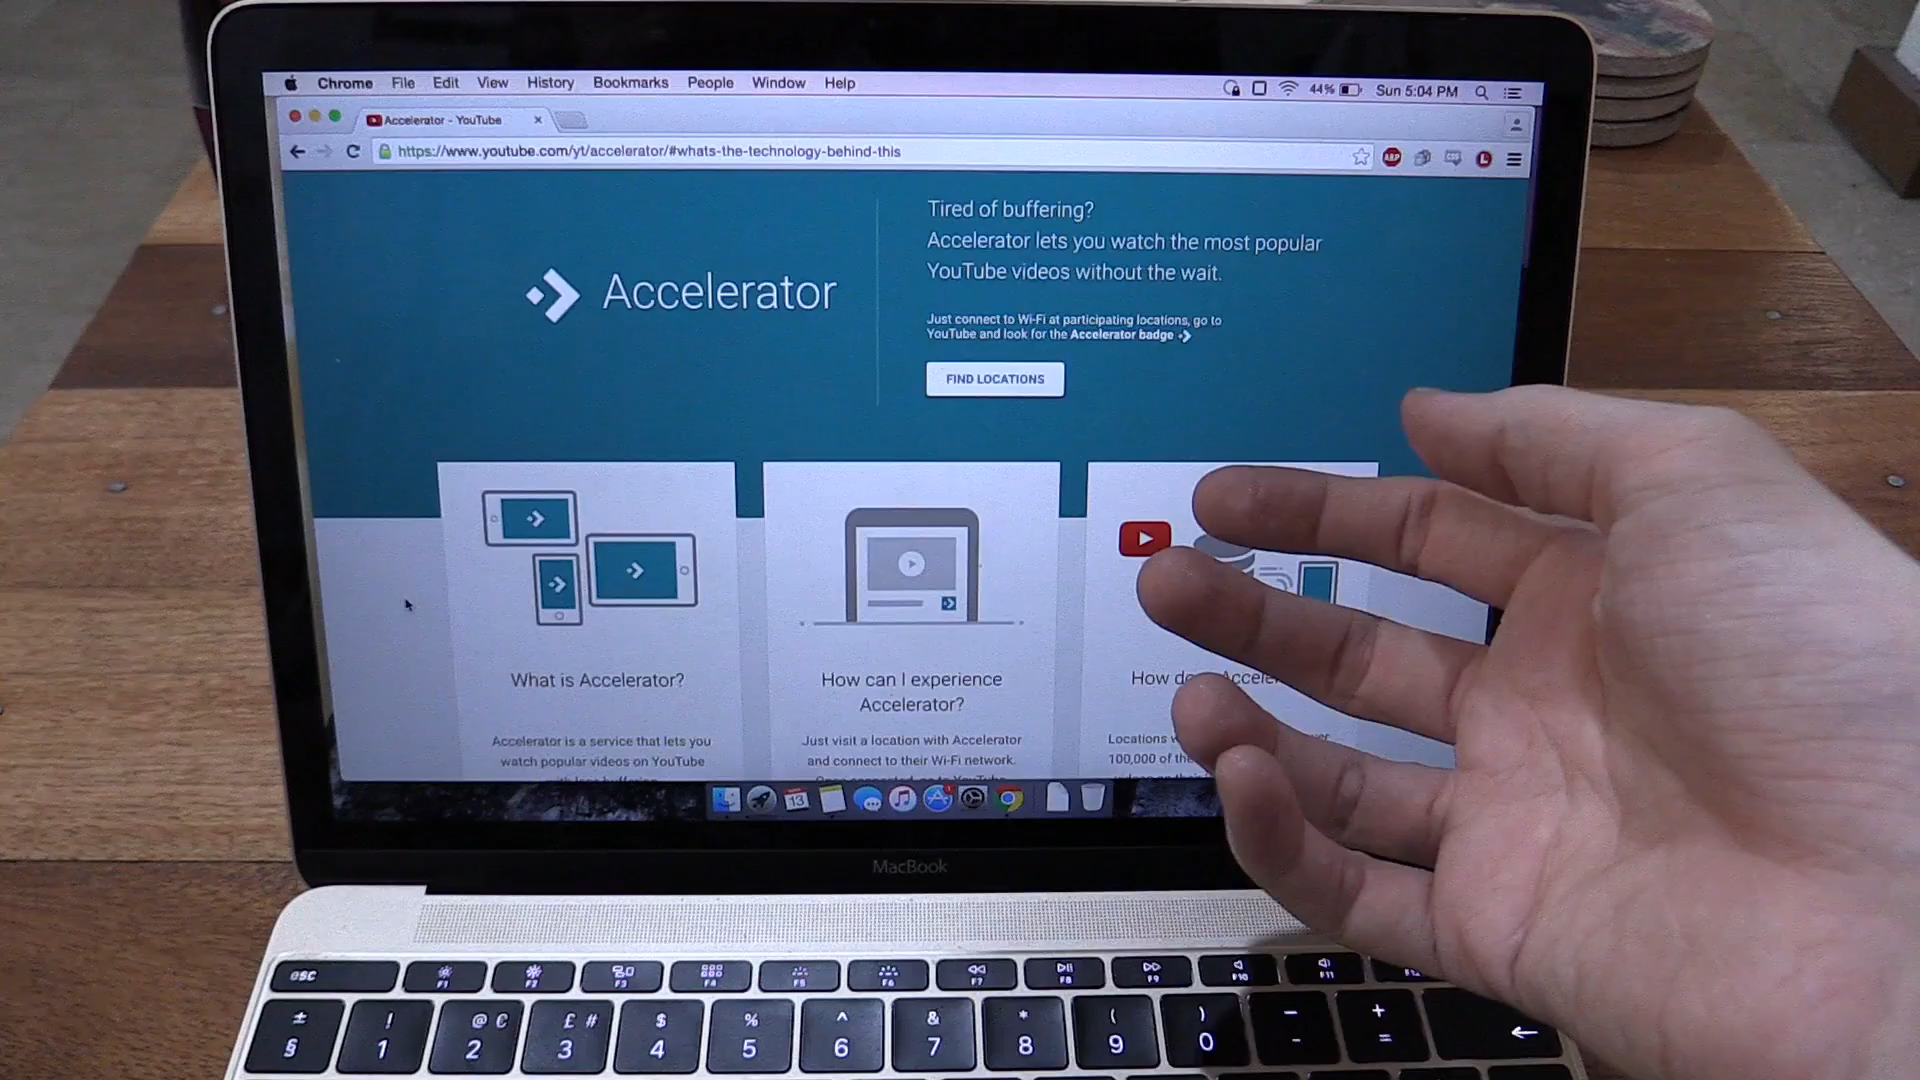 Chrome File Edit View History Bookmarks People Window Help 44% Sun 5:04 PM
Accelerator - YouTube
https://www.youtube.com/yt/accelerator/#whats-the-technology-behind-this
ABP
Tired of buffering?
Accelerator lets you watch the most popular
YouTube videos without the wait.
Accelerator
Just connect to Wi-Fi at participating locations, go to
YouTube and look for the Accelerator badge
FIND LOCATIONS
What is Accelerator?
Accelerator is a service that lets you
watch popular videos on YouTube
How can I experience
Accelerator?
Just visit a location with Accelerator
and connect to their Wi-Fi network.
How
Locations
100,000 of the
13
MacBook
esc F1 F2 F3 F4 F5 F6 F7 F8 F9 F10 F11
± ! @ € £ # $ % ^ & * ( ) – +
§ 1 2 3 4 5 6 7 8 9 0 - =